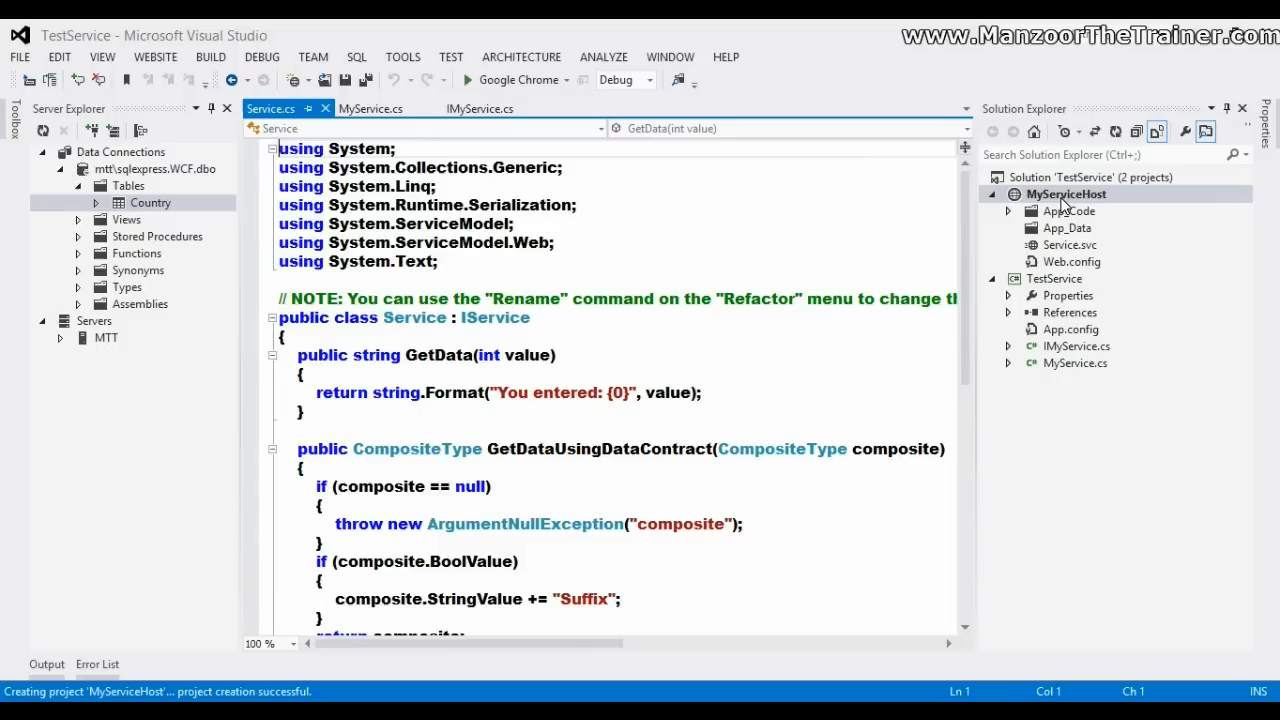 www.ManzoorTheTrainer.com
TestService - Microsoft Visual Studio
FILE EDIT VIEW WEBSITE BUILD DEBUG TEAM SQL TOOLS TEST ARCHITECTURE ANALYZE WINDOW HELP
Google Chrome Debug
Toolbox
Server Explorer
Data Connections
mtt\sqlexpress.WCF.dbo
Tables
Country
Views
Stored Procedures
Functions
Synonyms
Types
Assemblies
Servers
MTT
Service.cs MyService.cs IMyService.cs
Service GetData(int value)
using System;
using System.Collections.Generic;
using System.Linq;
using System.Runtime.Serialization;
using System.ServiceModel;
using System.ServiceModel.Web;
using System.Text;
// NOTE: You can use the "Rename" command on the "Refactor" menu to change th
public class Service : IService
{
public string GetData(int value)
{
return string.Format("You entered: {0}", value);
}
public CompositeType GetDataUsingDataContract(CompositeType composite)
{
if (composite == null)
{
throw new ArgumentNullException("composite");
}
if (composite.BoolValue)
{
composite.StringValue += "Suffix";
}
return composite;
100 %
Solution Explorer
Search Solution Explorer (Ctrl+;)
Solution 'TestService' (2 projects)
MyServiceHost
App_Code
App_Data
Service.svc
Web.config
TestService
Properties
References
App.config
IMyService.cs
MyService.cs
Properties
Output Error List
Creating project 'MyServiceHost'... project creation successful. Ln 1 Col 1 Ch 1 INS